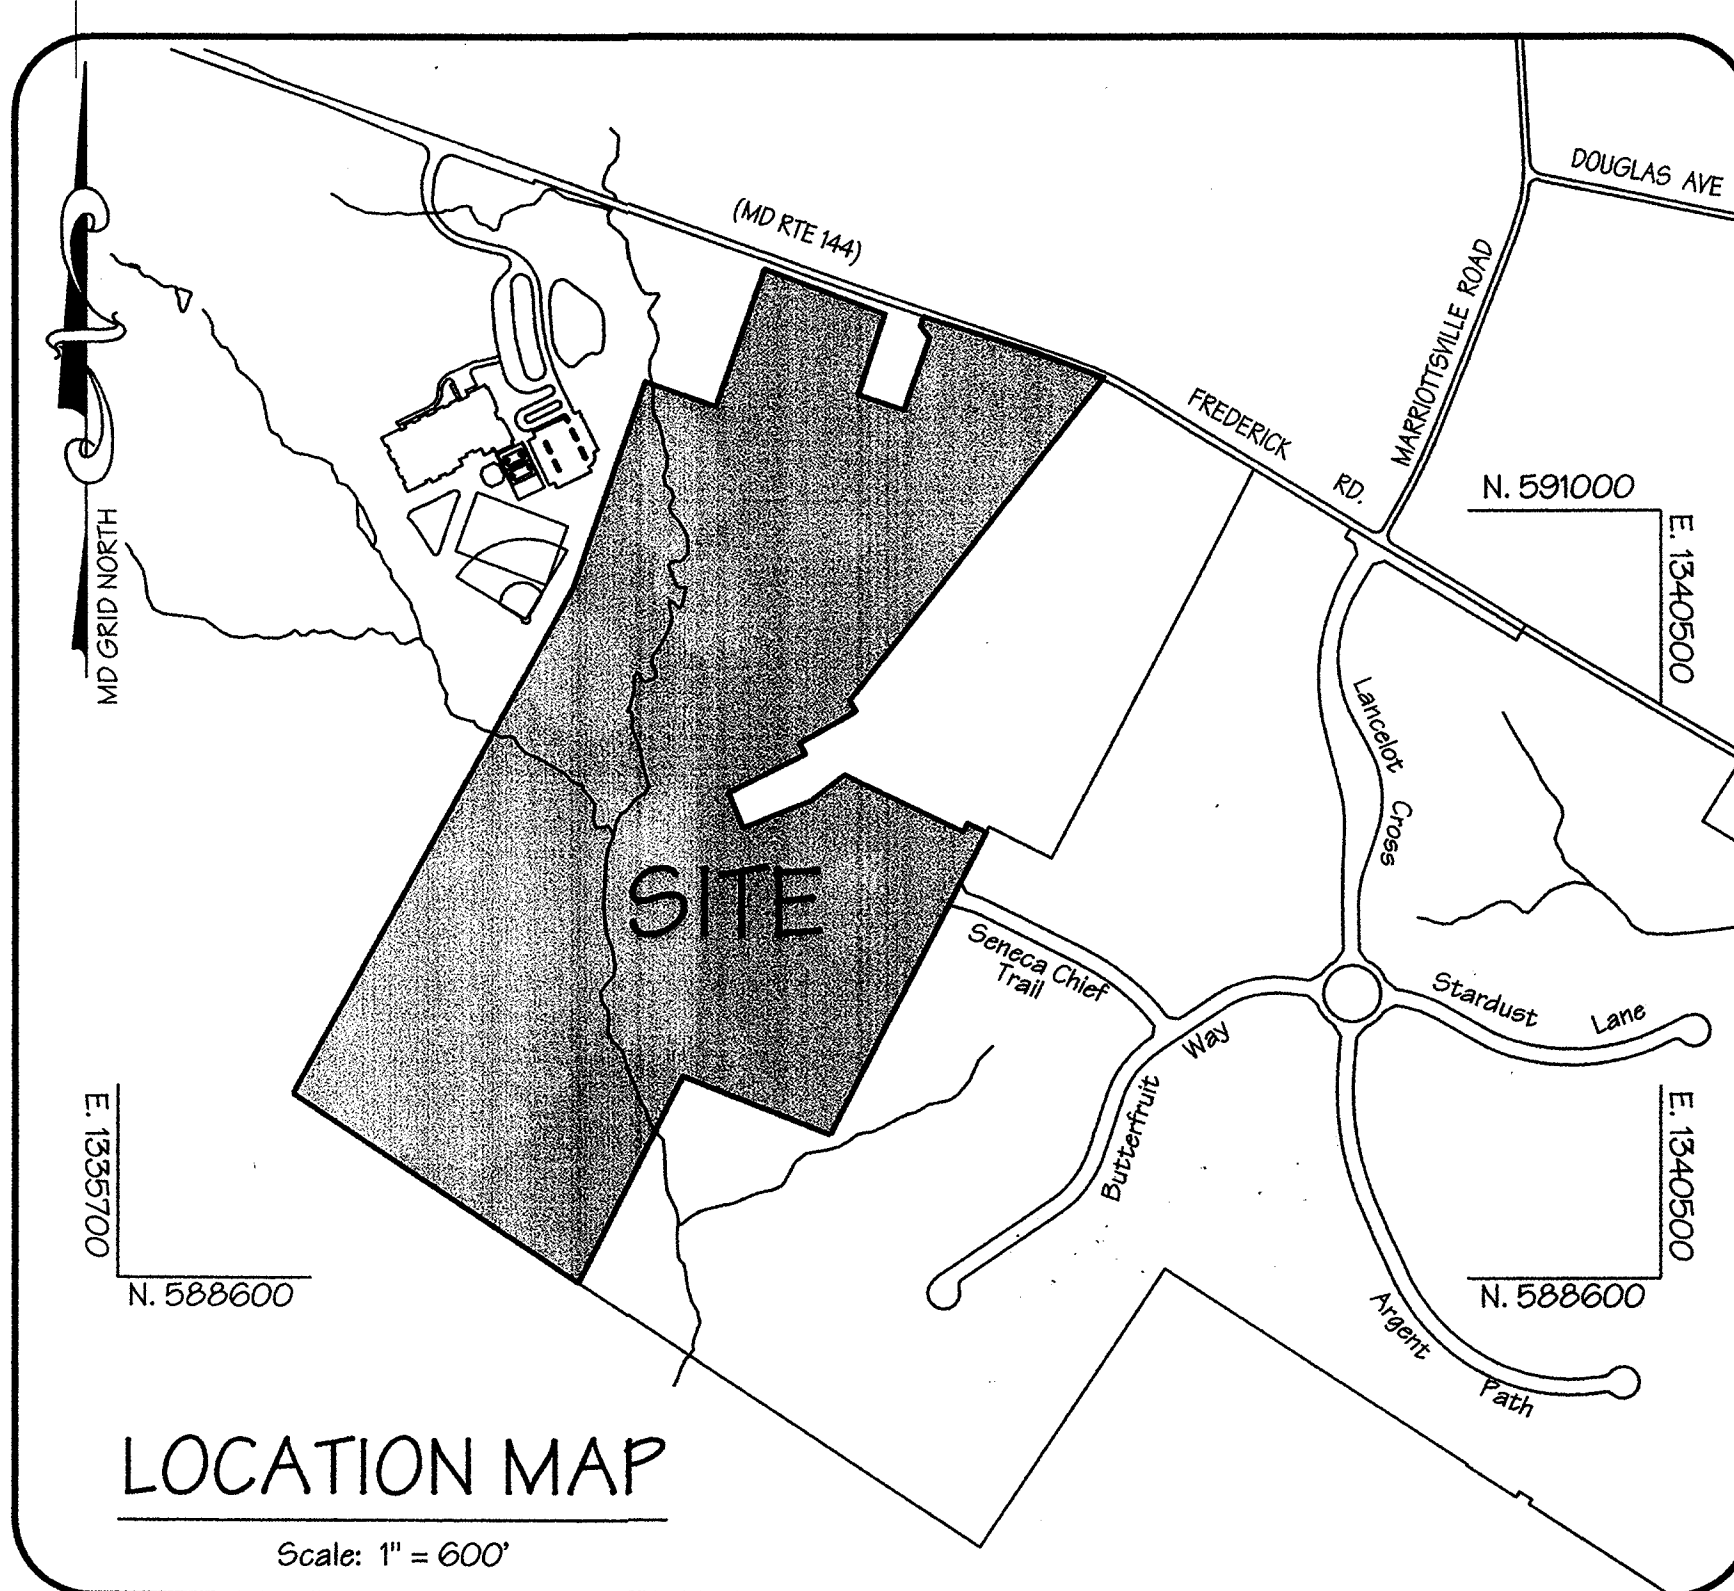 DOUGLAS AVE
(MD RTE 144)
MARRIOTTSVILLE ROAD
FREDERICK
RD.
N. 591000
E. 1340500
MD GRID NORTH
Lancelot
Cross
SITE
Seneca Chief
Trail
Stardust
Lane
Way
Butterfruit
E. 1335700
N. 588600
E. 1340500
N. 588600
Argent
Path
LOCATION MAP
Scale: 1" = 600'